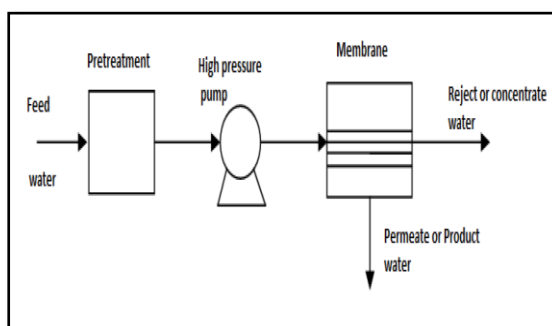 Pretreatment
High pressure
pump
Membrane
Feed
water
Reject or concentrate
water
Permeate or Product
water